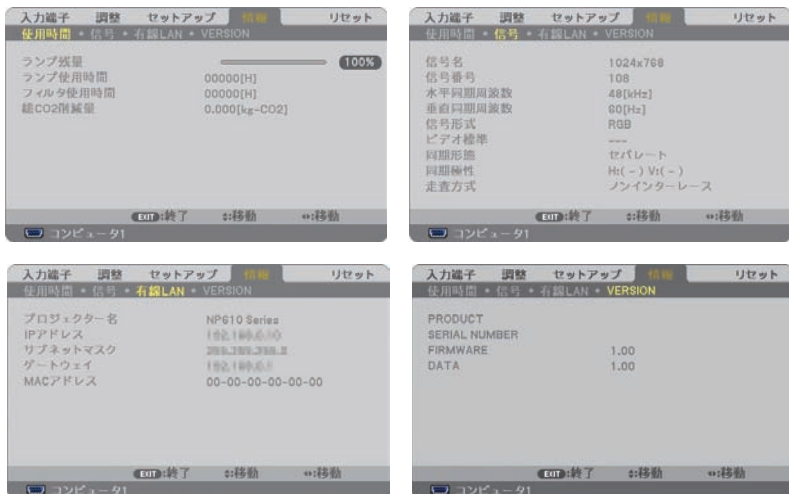 入力端子 調整 セットアップ 情報 リセット
使用時間 • 信号 • 有線LAN • VERSION
ランプ残量 100%
ランプ使用時間 00000[H]
フィルタ使用時間 00000[H]
総CO2削減量 0.000[kg-CO2]
EXIT:終了 :移動 :移動
コンピュータ1
入力端子 調整 セットアップ 情報 リセット
使用時間 • 信号 • 有線LAN • VERSION
信号名 1024x768
信号番号 108
水平同期周波数 48[kHz]
垂直同期周波数 60[Hz]
信号形式 RGB
ビデオ標準 ---
同期形態 セパレート
同期極性 H:( - ) V:( - )
走査方式 ノンインターレース
EXIT:終了 :移動 :移動
コンピュータ1
入力端子 調整 セットアップ 情報 リセット
使用時間 • 信号 • 有線LAN • VERSION
プロジェクター名 NP610 Series
IPアドレス
サブネットマスク
ゲートウェイ
MACアドレス 00-00-00-00-00-00
EXIT:終了 :移動 :移動
コンピュータ1
入力端子 調整 セットアップ 情報 リセット
使用時間 • 信号 • 有線LAN • VERSION
PRODUCT
SERIAL NUMBER
FIRMWARE 1.00
DATA 1.00
EXIT:終了 :移動 :移動
コンピュータ1